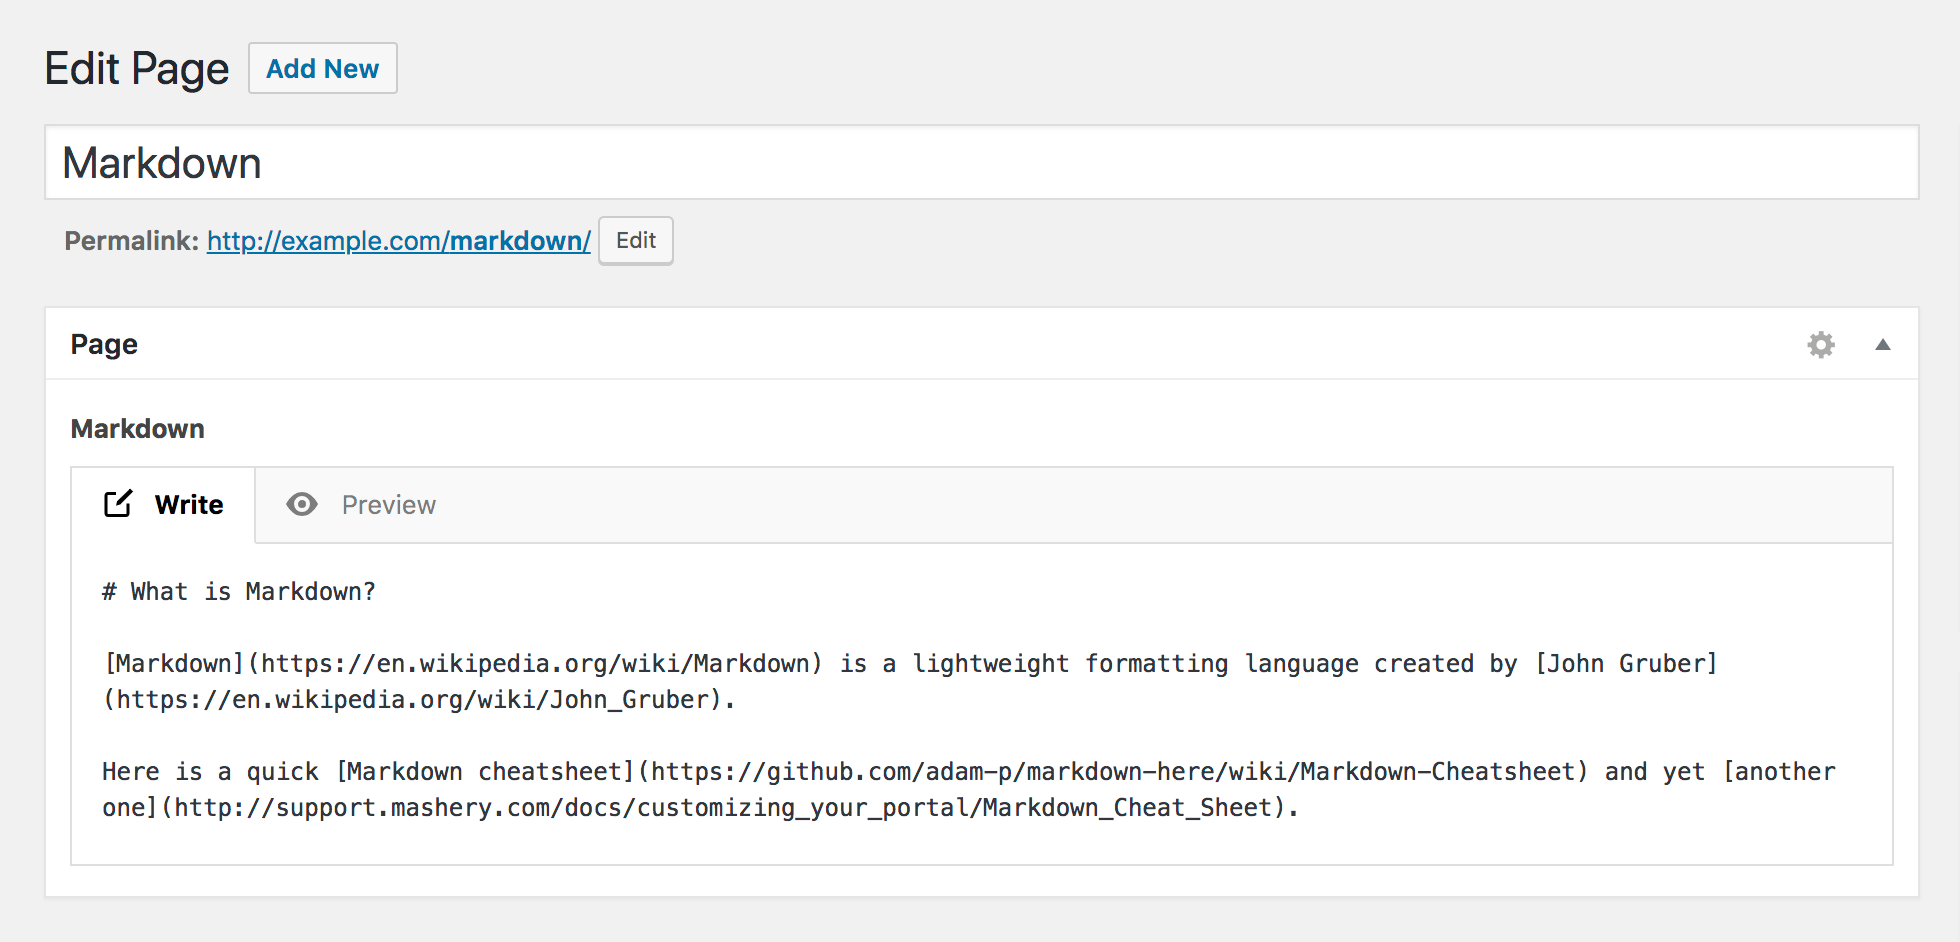 Edit Page Add New
Markdown
Permalink: http://example.com/markdown/ Edit
Page
Markdown
Write Preview
# What is Markdown?
[Markdown](https://en.wikipedia.org/wiki/Markdown) is a lightweight formatting language created by [John Gruber]
(https://en.wikipedia.org/wiki/John_Gruber).
Here is a quick [Markdown cheatsheet](https://github.com/adam-p/markdown-here/wiki/Markdown-Cheatsheet) and yet [another
one](http://support.mashery.com/docs/customizing_your_portal/Markdown_Cheat_Sheet).